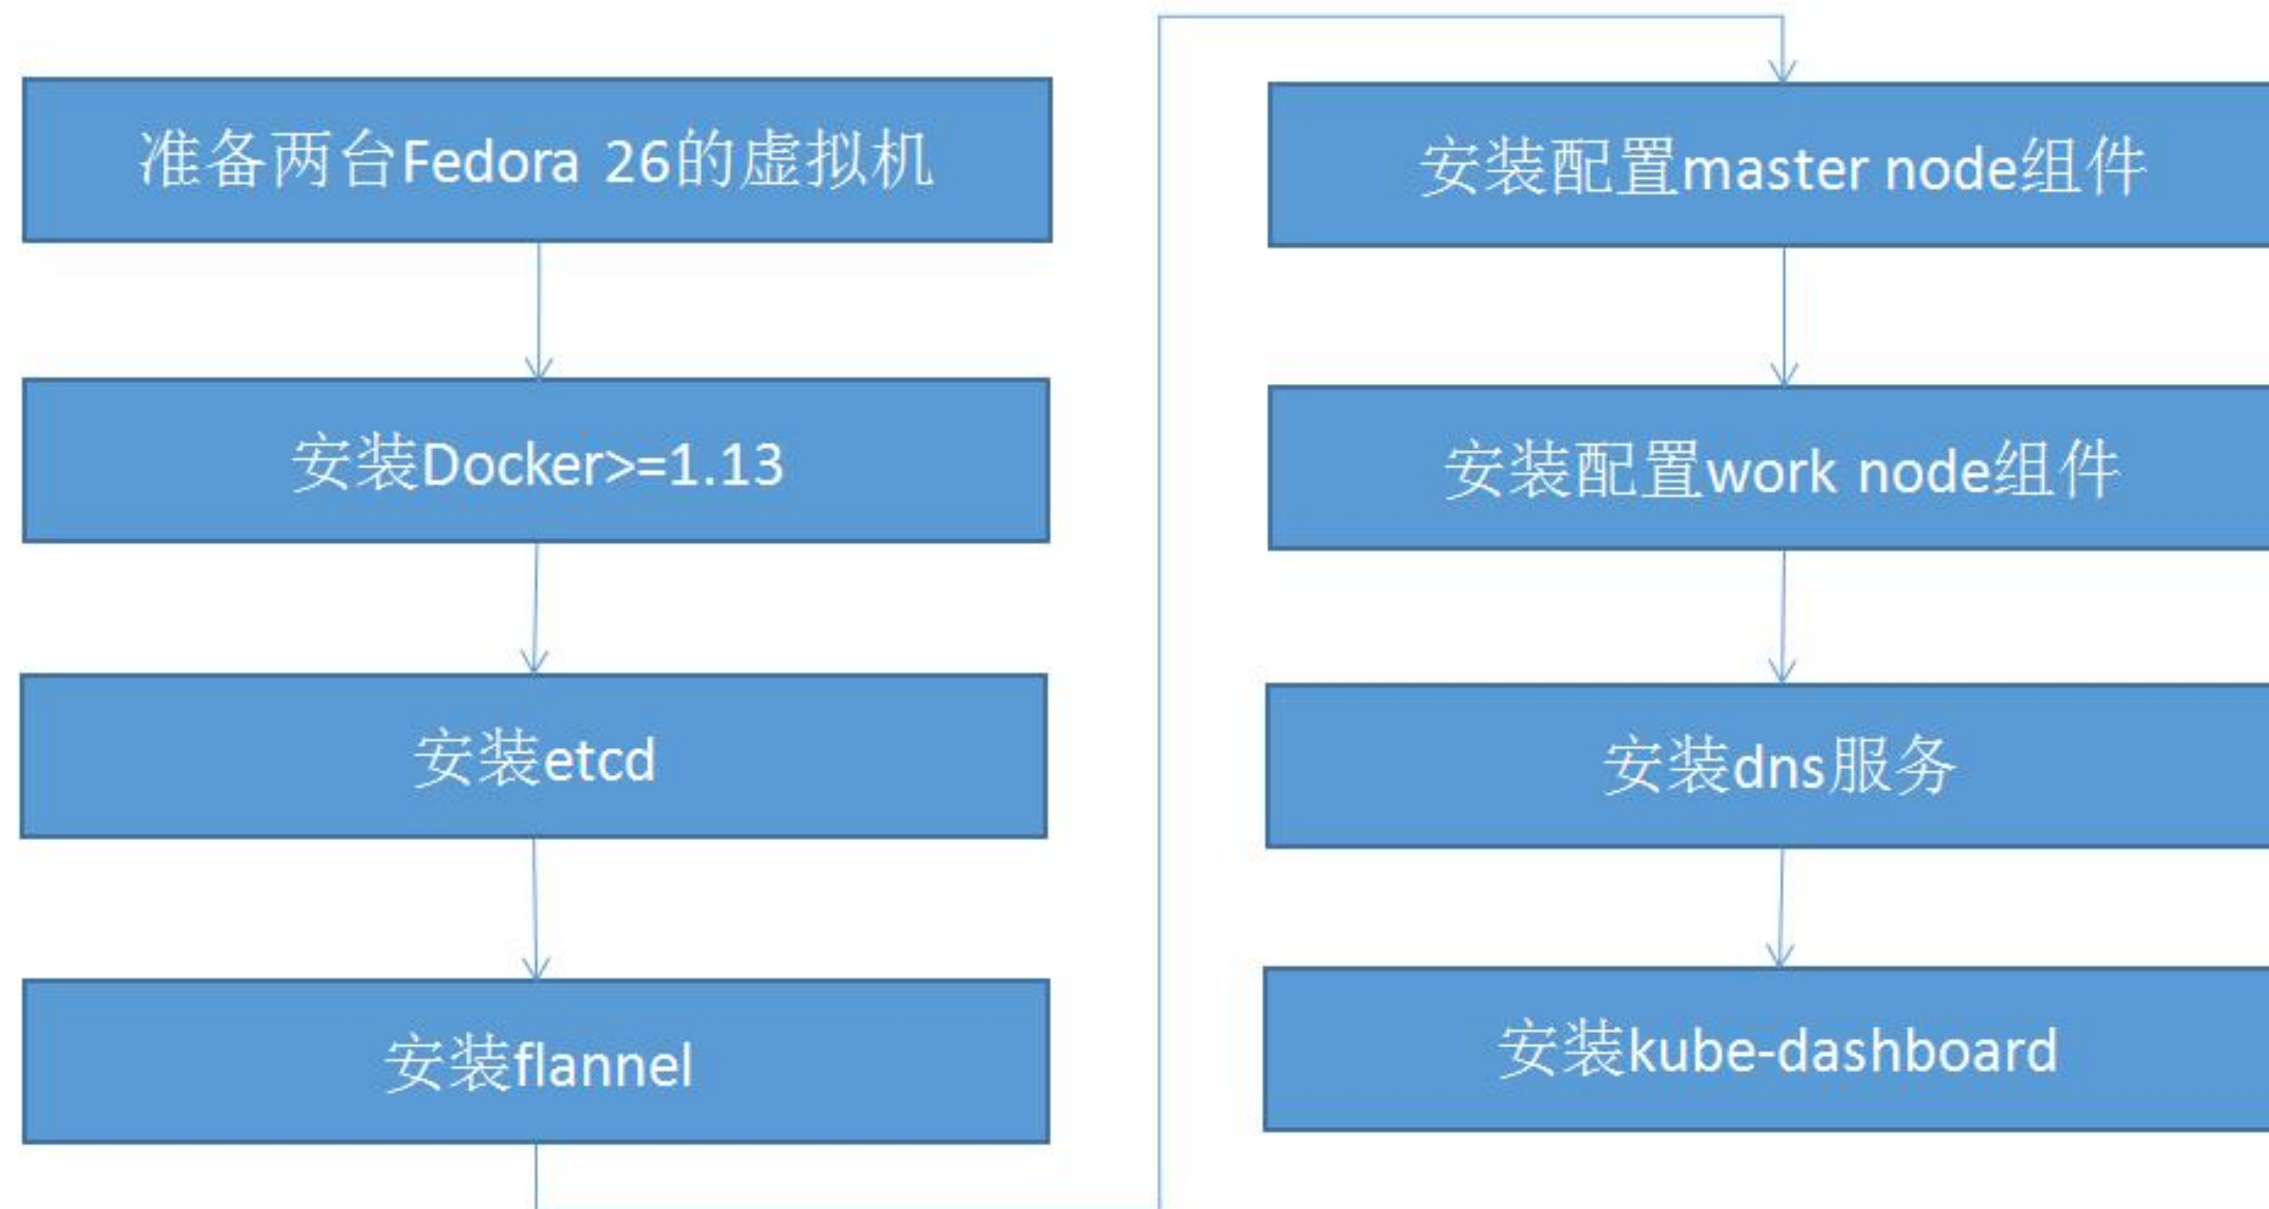 准备两台Fedora 26的虚拟机
安装Docker>=1.13
安装etcd
安装flannel
安装配置master node组件
安装配置work node组件
安装dns服务
安装kube-dashboard